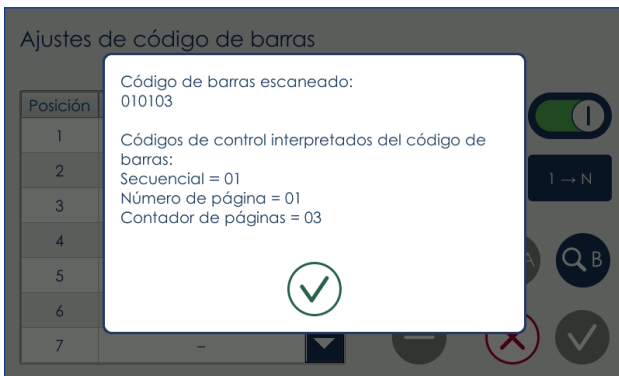 Ajustes de código de barras
Código de barras escaneado:
010103
Códigos de control interpretados del código de
barras:
Secuencial = 01
Número de página = 01
Contador de páginas = 03
Posición
1
2
3
4
5
6
7
–
1 → N
A
B